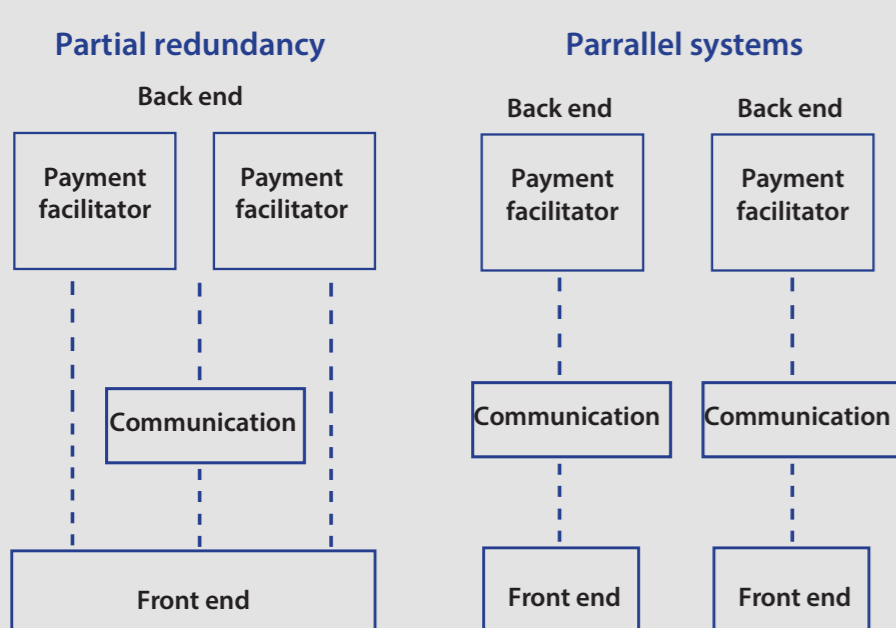 Partial redundancy
Back end
Payment
facilitator
Payment
facilitator
Communication
Front end
Parrallel systems
Back end
Payment
facilitator
Communication
Front end
Back end
Payment
facilitator
Communication
Front end